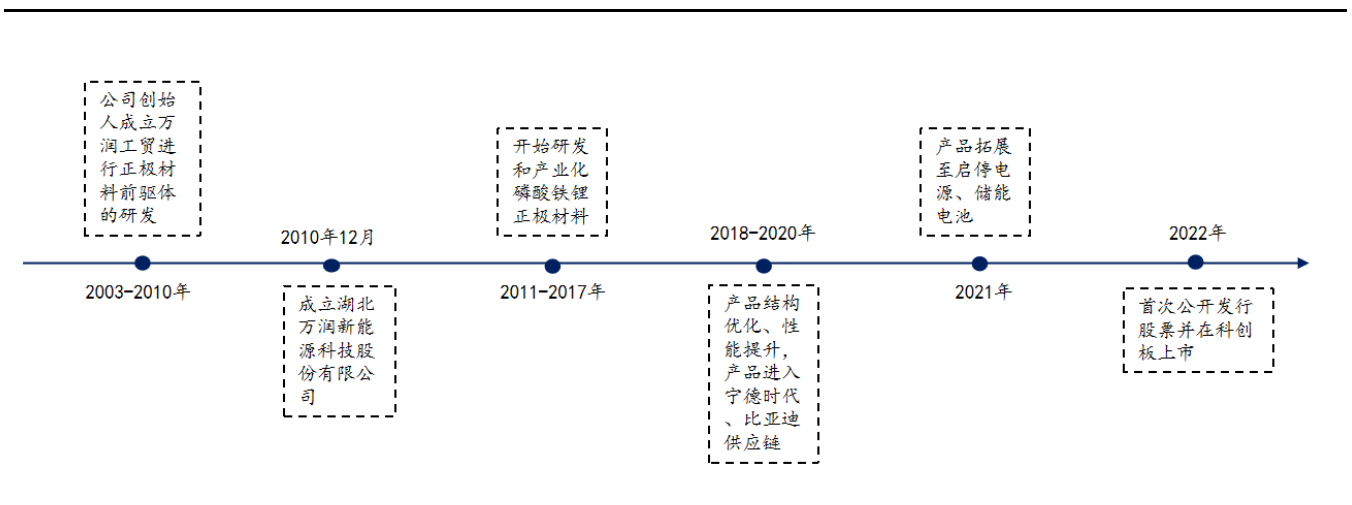 公司创始
人成立万
润工贸进
行正极材
料前驱体
的研发
2003-2010年
2010年12月
成立湖北
万润新能
源科技股
份有限公
司
开始研发
和产业化
磷酸铁锂
正极材料
2011-2017年
2018-2020年
产品结构
优化、性
能提升，
产品进入
宁德时代
、比亚迪
供应链
产品拓展
至启停电
源、储能
电池
2021年
2022年
首次公开发行
股票并在科创
板上市